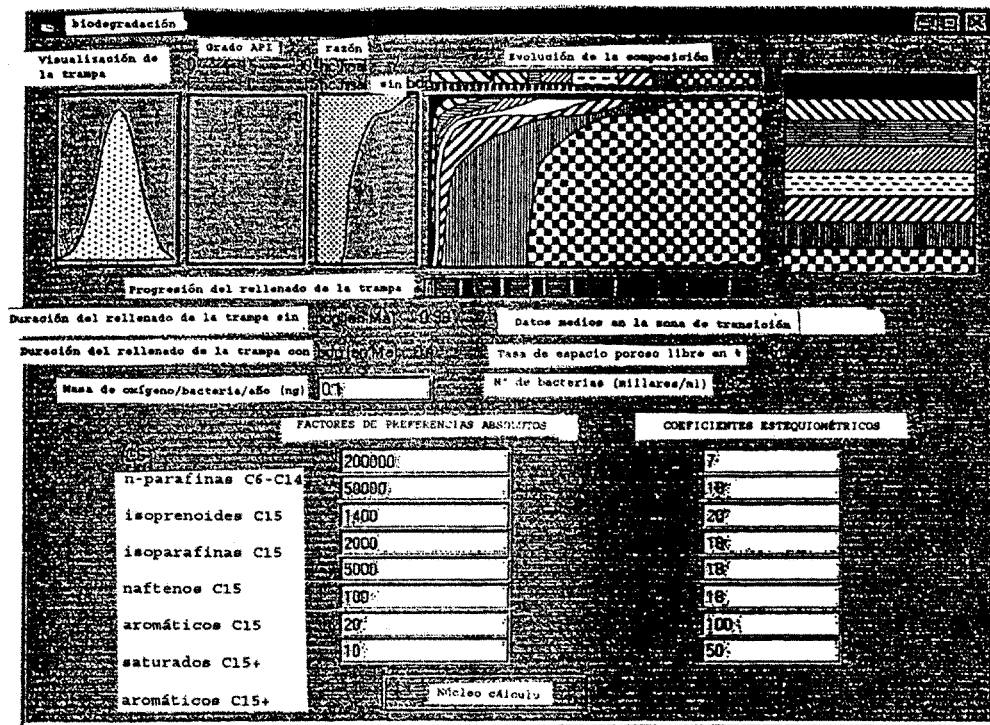 biodegradación
Visualización de
la trampa
Grado API
razón
sin
Evolución de la composición
Progresión del rellenado de la trampa
Duración del rellenado de la trampa sin
Datos medios en la zona de transición
Duración del rellenado de la trampa con
Tasa de espacio poroso libre en %
Masa de oxígeno/bacteria/año (ng)
0.1
N° de bacterias (millares/ml)
FACTORES DE PREFERENCIAS ABSOLUTOS
COEFICIENTES ESTEQUIOMÉTRICOS
200000
7
n-parafinas C6-C14
50000
10
isoprenoides C15
1400
20
isoparafinas C15
2000
18
naftenos C15
5000
18
aromáticos C15
100
18
saturados C15+
20
100
aromáticos C15+
10
50
Núcleo cálculo